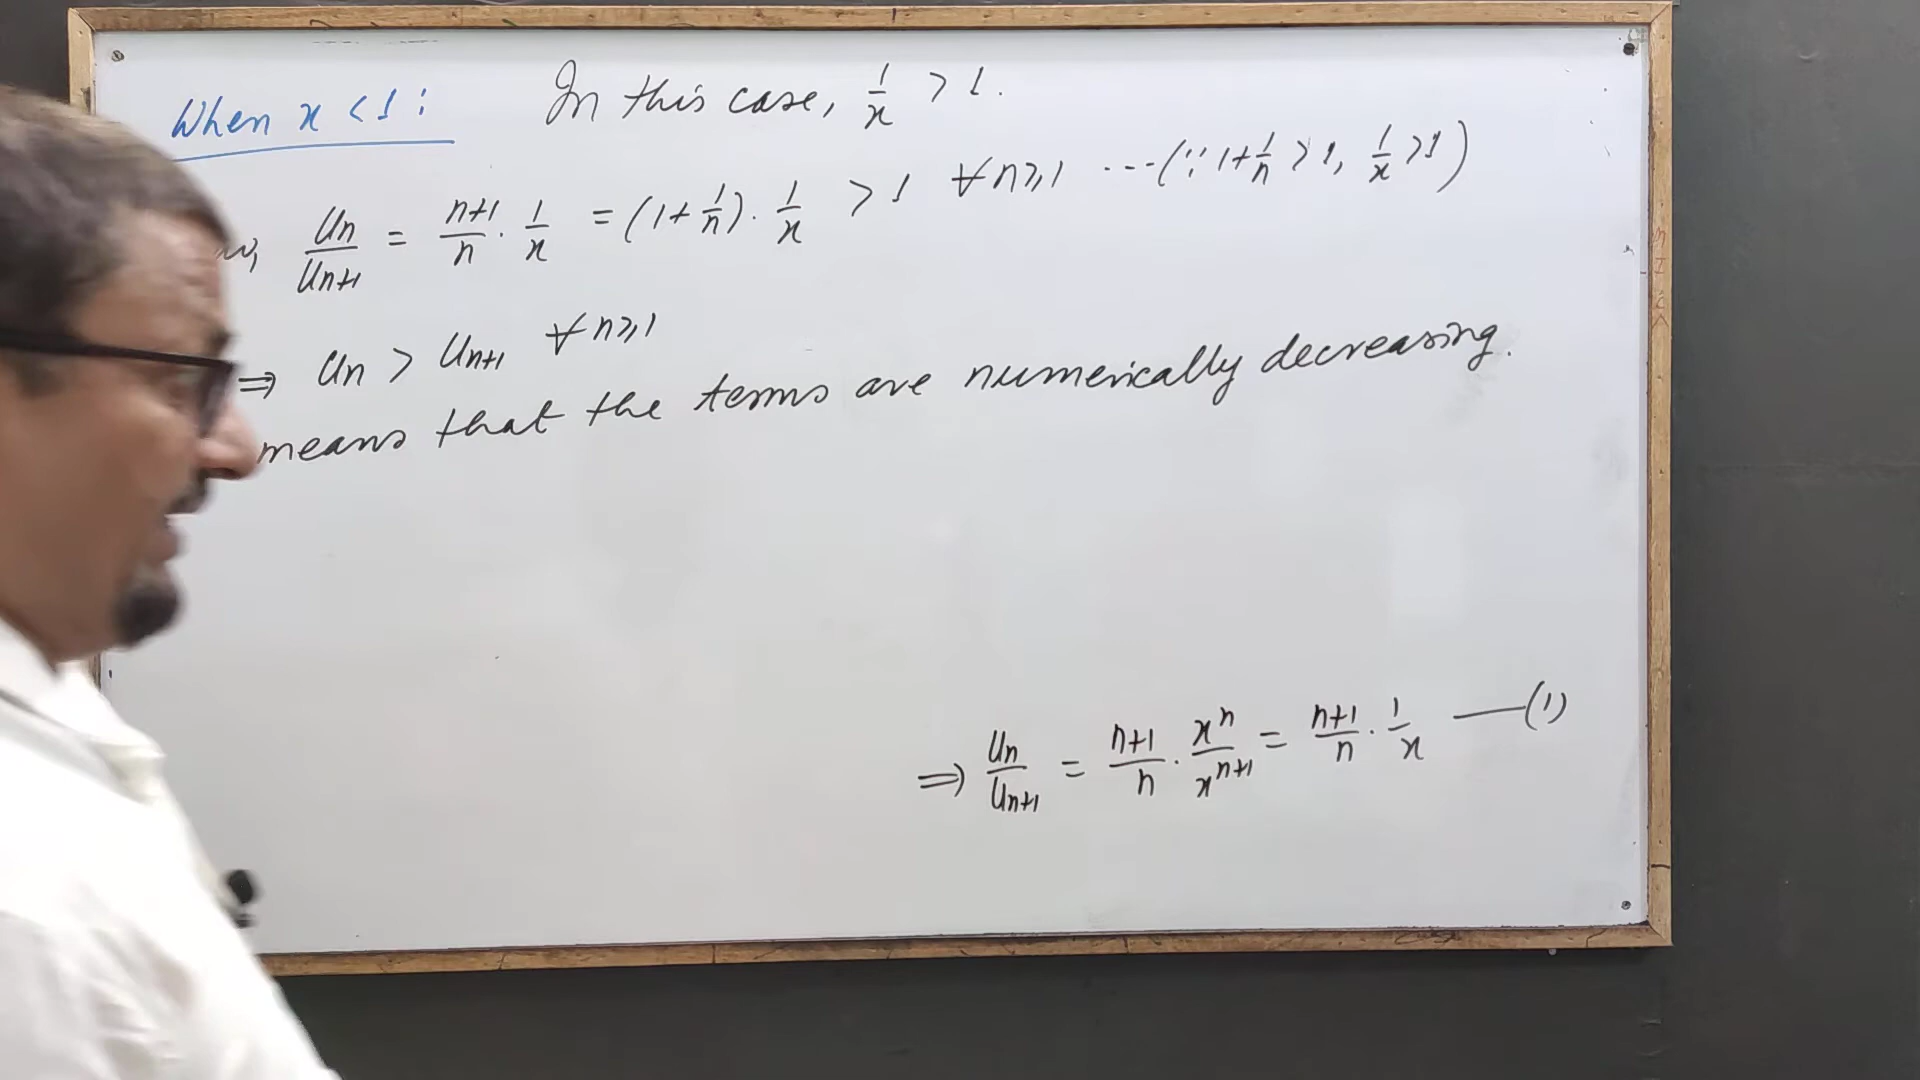 When x < 1 : In this case, 1/x > 1.
Un/Un+1 = n+1/n . 1/x = (1+1/n) . 1/x > 1 ∀ n ≥ 1 ---(∵ 1+1/n > 1, 1/x > 1)
⇒ Un > Un+1 ∀ n ≥ 1
means that the terms are numerically decreasing.
⇒ Un/Un+1 = n+1/n . xⁿ/xⁿ⁺¹ = n+1/n . 1/x —(1)